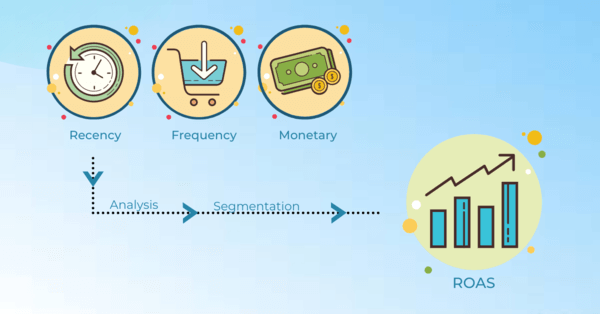 Recency
Frequency
Monetary
Analysis
Segmentation
ROAS